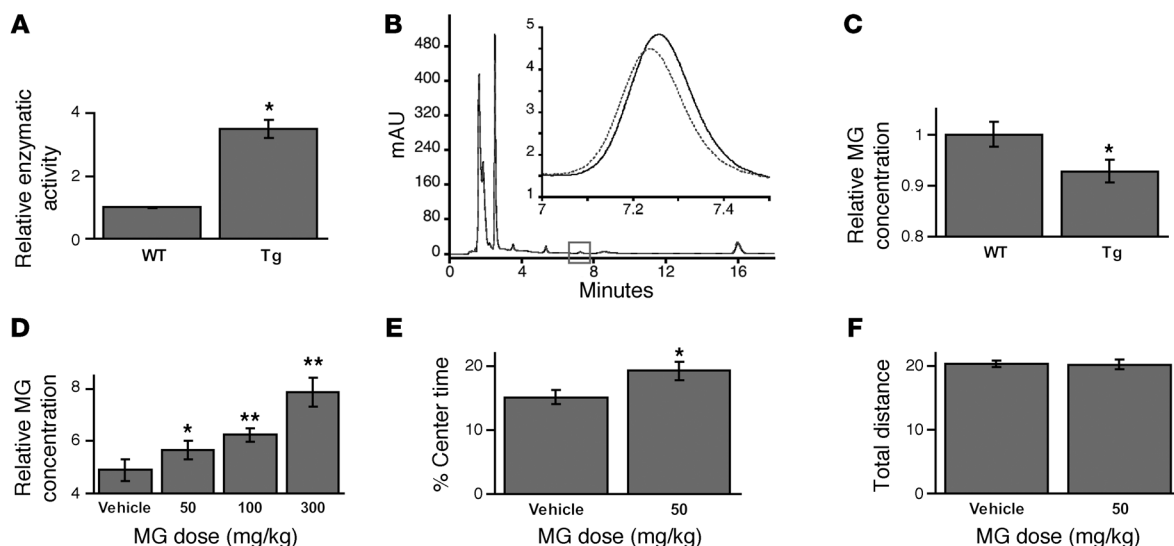 A
Relative enzymatic
activity
4
2
0
*
WT
Tg
B
mAU
480
400
320
240
160
80
0
0
4
8
12
16
Minutes
5
4
3
2
1
7
7.2
7.4
C
Relative MG
concentration
1
0.9
0.8
*
WT
Tg
D
Relative MG
concentration
8
6
4
*
**
**
Vehicle
50
100
300
MG dose (mg/kg)
E
% Center time
20
10
0
*
Vehicle
50
MG dose (mg/kg)
F
Total distance
20
10
0
Vehicle
50
MG dose (mg/kg)